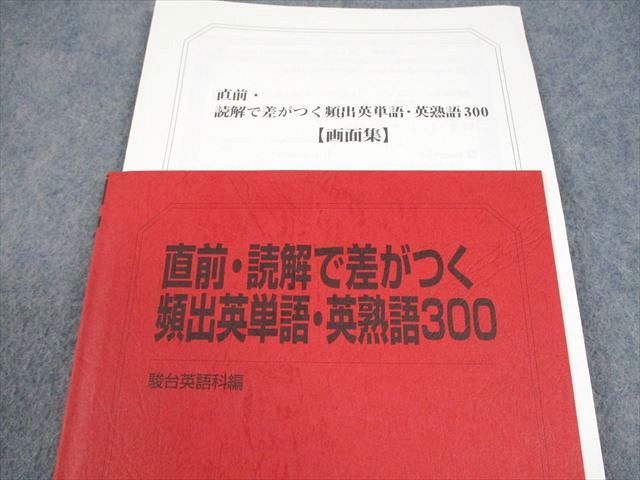 直前・
読解で差がつく頻出英単語・英熟語300
【画面集】
直前・読解で差がつく
頻出英単語・英熟語300
駿台英語科編